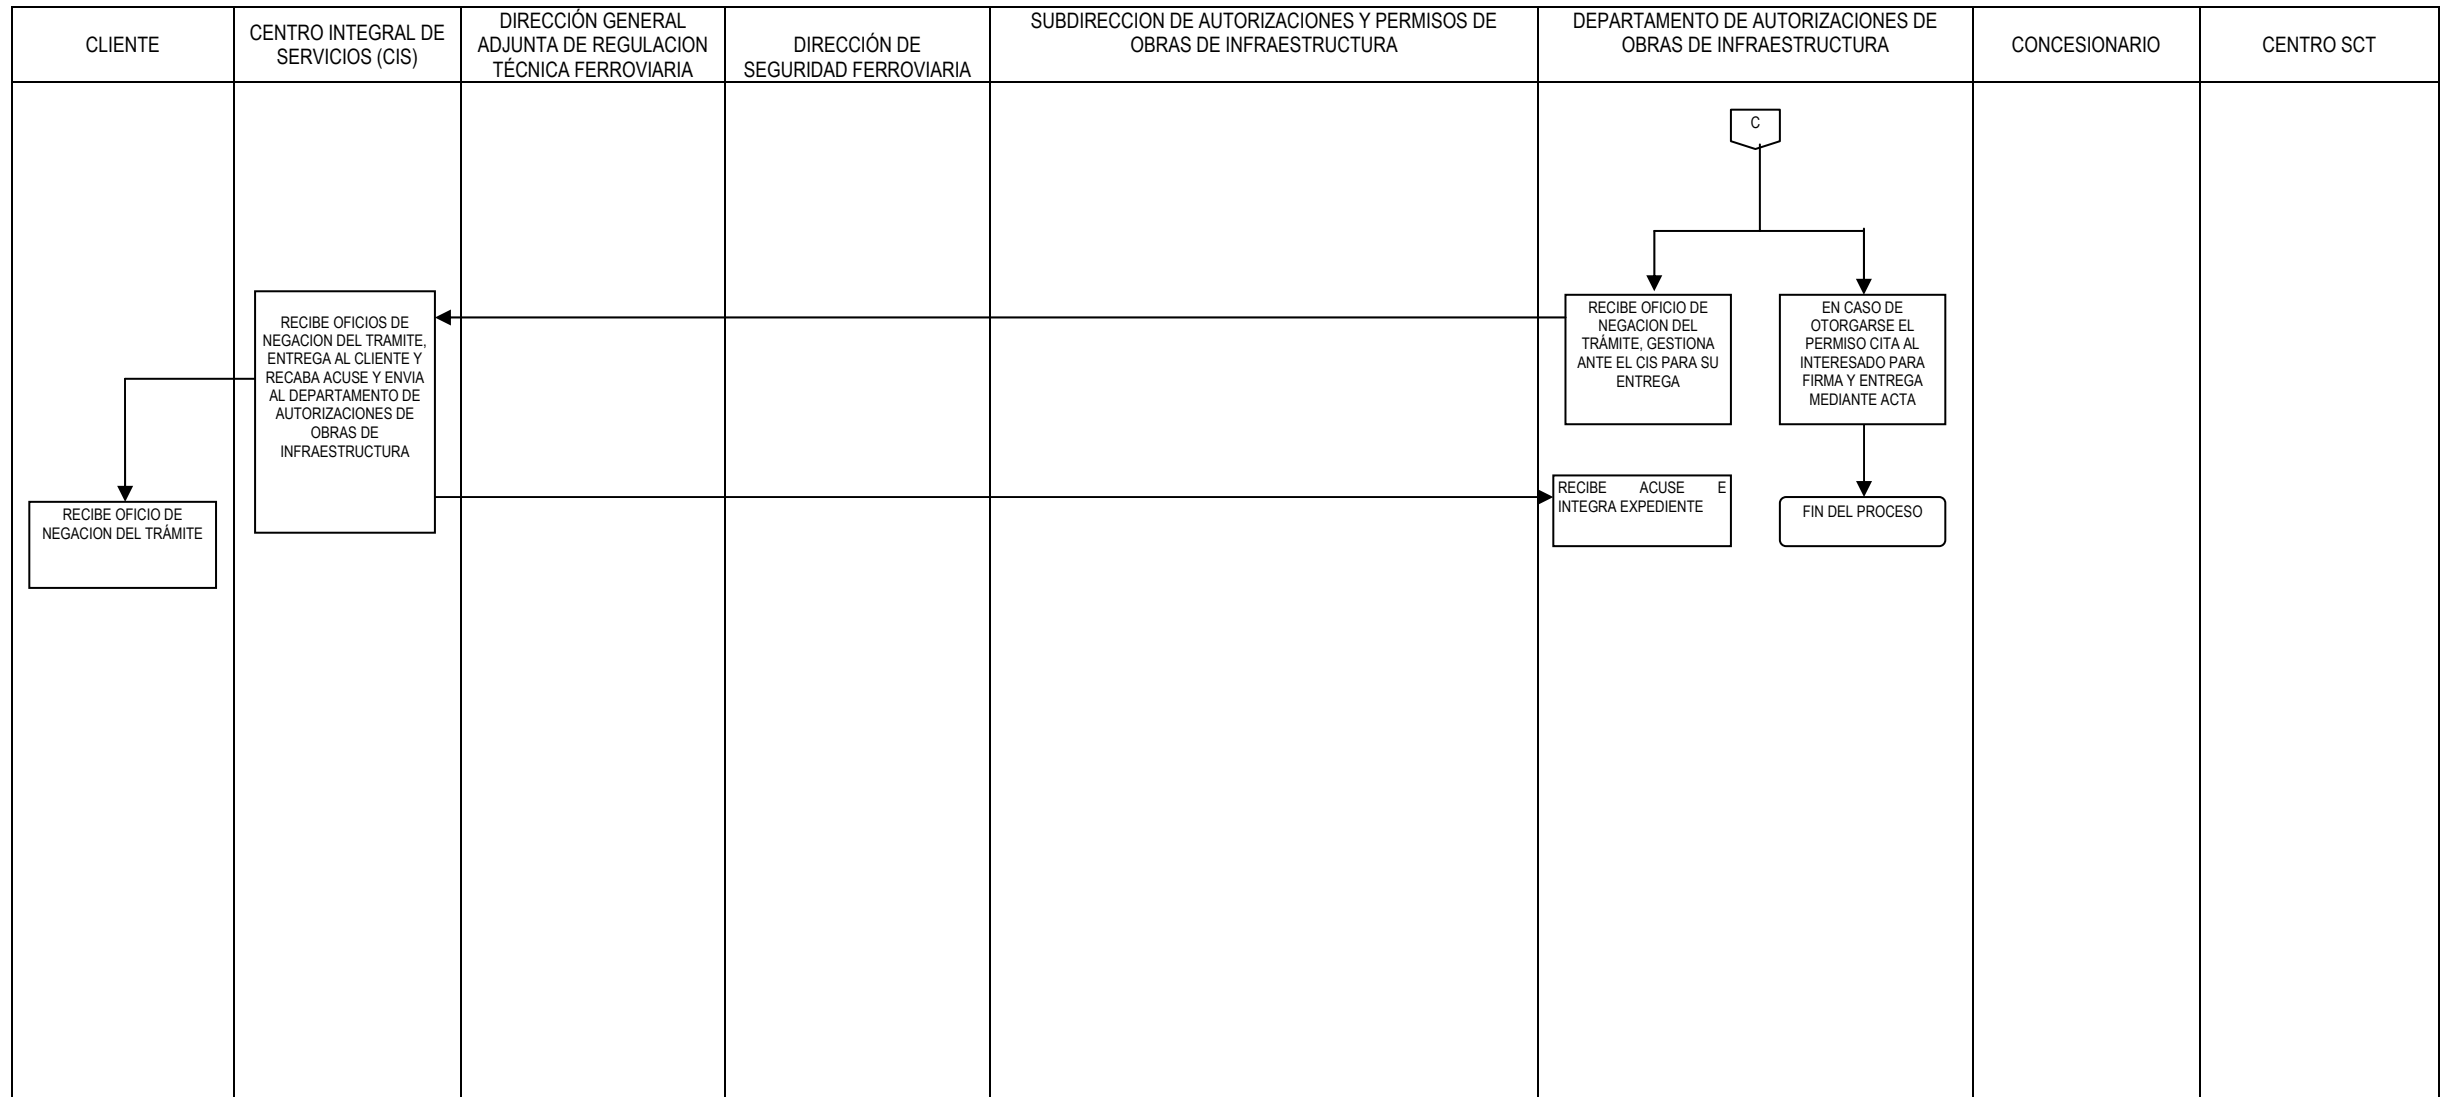 CLIENTE
CENTRO INTEGRAL DE
SERVICIOS (CIS)
DIRECCIÓN GENERAL
ADJUNTA DE REGULACION
TÉCNICA FERROVIARIA
DIRECCIÓN DE
SEGURIDAD FERROVIARIA
SUBDIRECCION DE AUTORIZACIONES Y PERMISOS DE
OBRAS DE INFRAESTRUCTURA
DEPARTAMENTO DE AUTORIZACIONES DE
OBRAS DE INFRAESTRUCTURA
CONCESIONARIO
CENTRO SCT
C
RECIBE OFICIO DE
NEGACION DEL
TRÁMITE, GESTIONA
ANTE EL CIS PARA SU
ENTREGA
EN CASO DE
OTORGARSE EL
PERMISO CITA AL
INTERESADO PARA
FIRMA Y ENTREGA
MEDIANTE ACTA
RECIBE OFICIOS DE
NEGACION DEL TRAMITE,
ENTREGA AL CLIENTE Y
RECABA ACUSE Y ENVIA
AL DEPARTAMENTO DE
AUTORIZACIONES DE
OBRAS DE
INFRAESTRUCTURA
RECIBE OFICIO DE
NEGACION DEL TRÁMITE
RECIBE ACUSE E
INTEGRA EXPEDIENTE
FIN DEL PROCESO